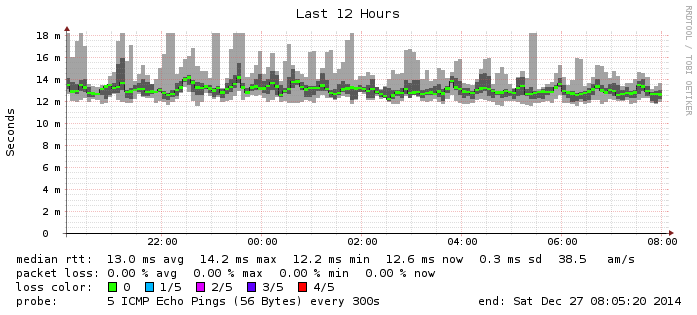 Last 12 Hours
RRDTOOL / TOBI OETIKER
Seconds
18 m
16 m
14 m
12 m
10 m
8 m
6 m
4 m
2 m
0
22:00 00:00 02:00 04:00 06:00 08:00
median rtt: 13.0 ms avg 14.2 ms max 12.2 ms min 12.6 ms now 0.3 ms sd 38.5 am/s
packet loss: 0.00 % avg 0.00 % max 0.00 % min 0.00 % now
loss color: 0 1/5 2/5 3/5 4/5
probe: 5 ICMP Echo Pings (56 Bytes) every 300s end: Sat Dec 27 08:05:20 2014